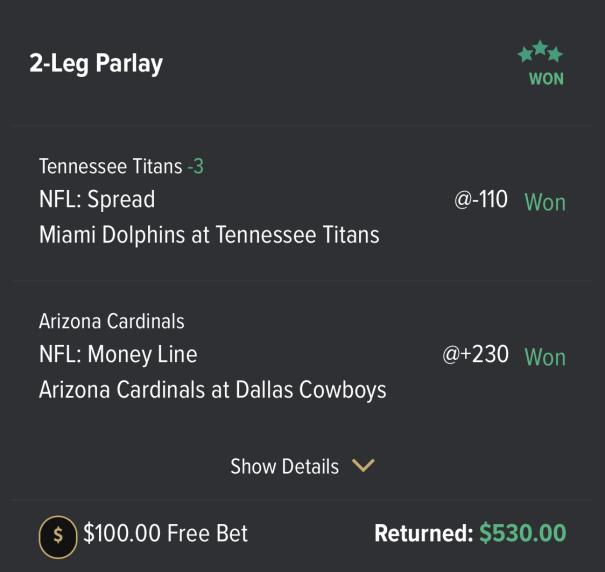 2-Leg Parlay
WON
Tennessee Titans -3
NFL: Spread
@-110 Won
Miami Dolphins at Tennessee Titans
Arizona Cardinals
NFL: Money Line
@+230 Won
Arizona Cardinals at Dallas Cowboys
Show Details
$ $100.00 Free Bet
Returned: $530.00